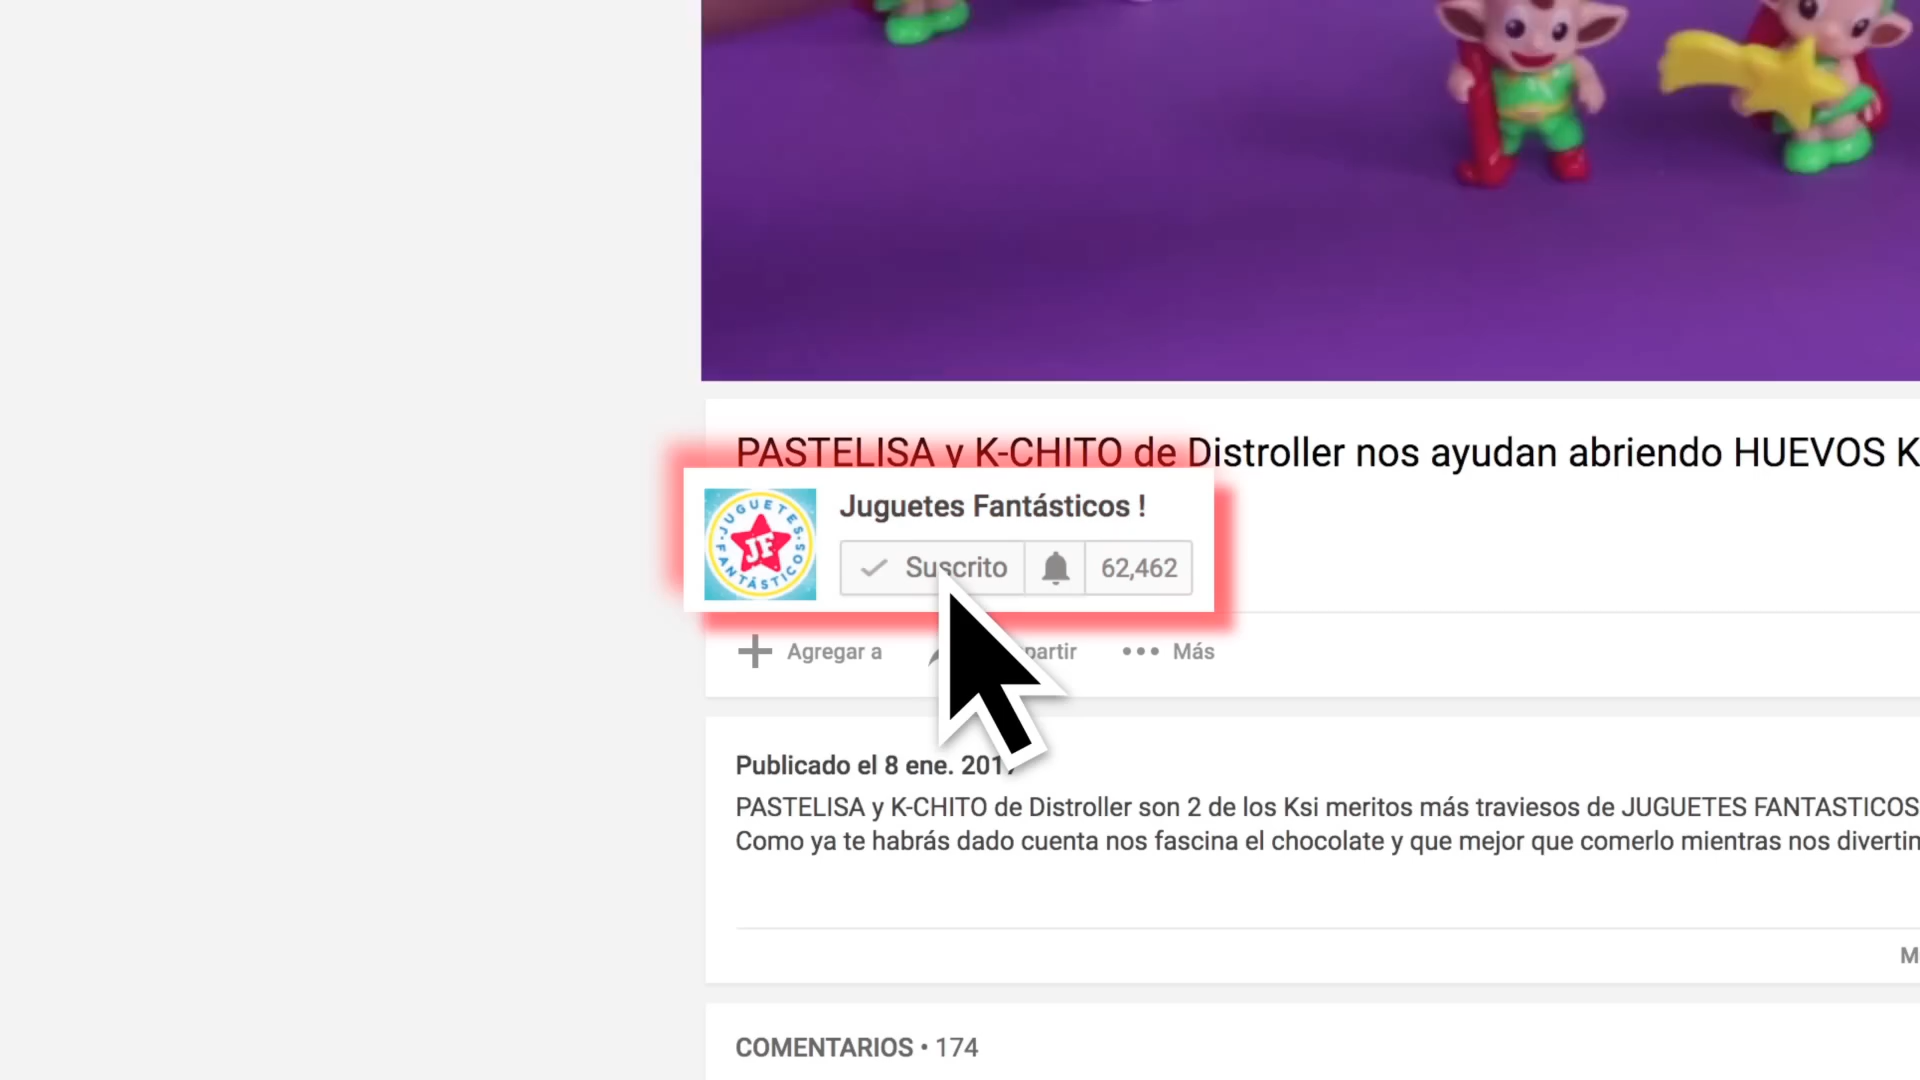 PASTELISA y K-CHITO de Distroller nos ayudan abriendo HUEVOS K
Juguetes Fantásticos !
JUGUETES
JF
FANTÁSTICOS
Suscrito
62,462
Agregar a
partir
Más
Publicado el 8 ene. 2017
PASTELISA y K-CHITO de Distroller son 2 de los Ksi meritos más traviesos de JUGUETES FANTASTICOS
Como ya te habrás dado cuenta nos fascina el chocolate y que mejor que comerlo mientras nos divertin
M
COMENTARIOS • 174